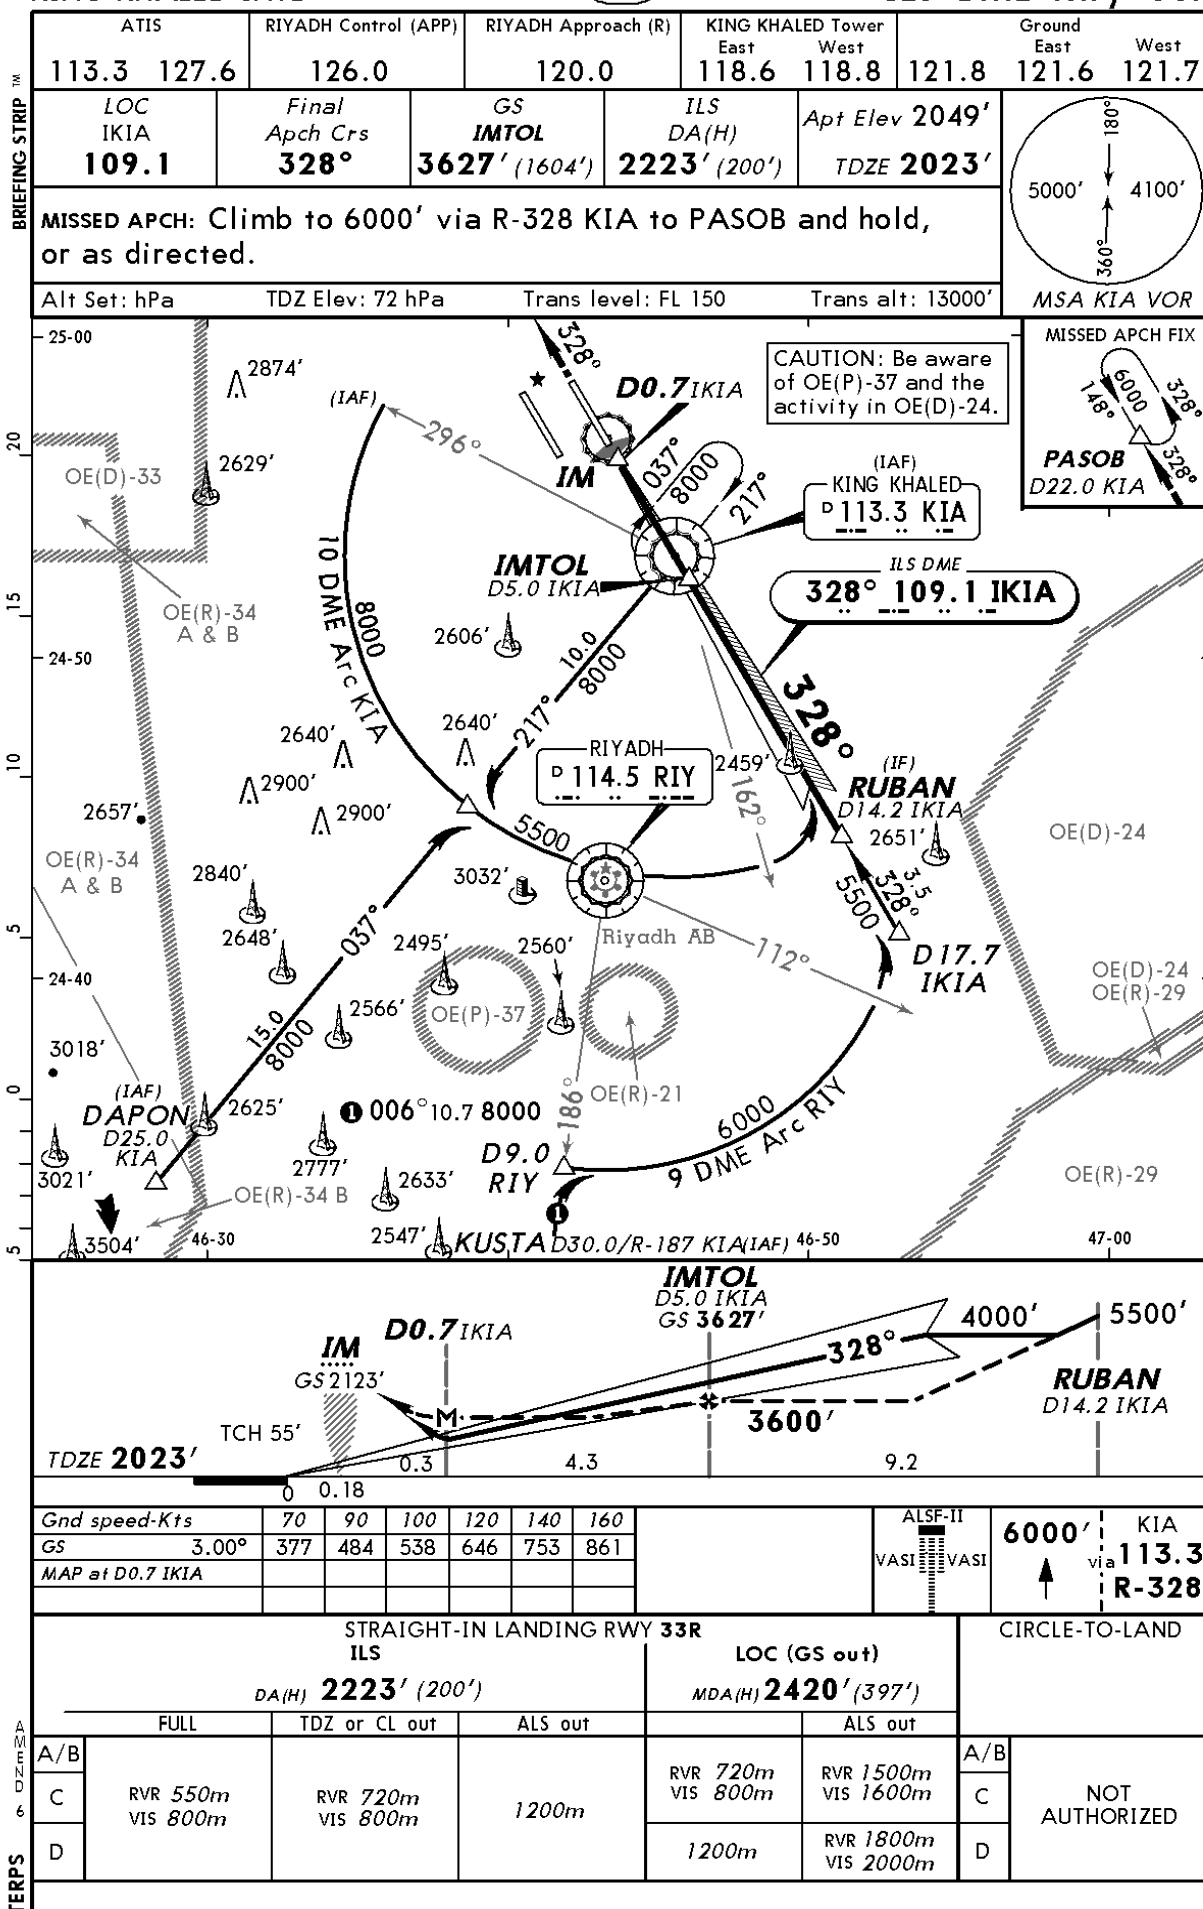 ATIS
113.3 127.6
RIYADH Control (APP)
126.0
RIYADH Approach (R)
120.0
KING KHALED Tower
East West
118.6 118.8
Ground
East West
121.8 121.6 121.7
BRIEFING STRIP TM
LOC
IKIA
109.1
Final
Apch Crs
328°
GS
IMTOL
3627' (1604')
ILS
DA(H)
2223' (200')
Apt Elev 2049'
TDZE 2023'
MISSED APCH: Climb to 6000' via R-328 KIA to PASOB and hold,
or as directed.
Alt Set: hPa TDZ Elev: 72 hPa Trans level: FL 150 Trans alt: 13000'
180°
5000' 4100'
360°
MSA KIA VOR
25-00
328°
CAUTION: Be aware
of OE(P)-37 and the
activity in OE(D)-24.
MISSED APCH FIX
6000
148°
328°
328°
PASOB
D22.0 KIA
2874'
(IAF)
D0.7 IKIA
296°
20
OE(D)-33
2629'
IM
037°
8000
217°
(IAF)
KING KHALED
D 113.3 KIA
IMTOL
D5.0 IKIA
ILS DME
328° 109.1 IKIA
OE(R)-34
A & B
15
10 DME Arc KIA
8000
2606'
24-50
10.0
8000
217°
328°
2640'
2640'
RIYADH
D 114.5 RIY
2459'
(IF)
RUBAN
D14.2 IKIA
10
2900'
2657'
2900'
162°
5500
2651'
OE(D)-24
OE(R)-34
A & B
2840'
3032'
3.5
328°
5500
037°
2648'
Riyadh AB
5
2495'
2560'
112°
D17.7
IKIA
24-40
OE(D)-24
OE(R)-29
2566'
OE(P)-37
15.0
8000
3018'
186°
OE(R)-21
0
(IAF)
DAPON
D25.0
KIA
2625'
1 006° 10.7 8000
6000
9 DME Arc RIY
2777'
D9.0
RIY
3021'
OE(R)-34 B
2633'
OE(R)-29
1
5
3504'
46-30
2547'
KUSTA D30.0/R-187 KIA(IAF)
46-50
47-00
IMTOL
D5.0 IKIA
GS 3627'
D0.7 IKIA
4000'
5500'
IM
GS 2123'
328°
RUBAN
D14.2 IKIA
M
3600'
TCH 55'
TDZE 2023'
0.3 4.3 9.2
0 0.18
Gnd speed-Kts 70 90 100 120 140 160
GS 3.00° 377 484 538 646 753 861
MAP at D0.7 IKIA
ALSF-II
VASI VASI
6000'
via
KIA
113.3
R-328
STRAIGHT-IN LANDING RWY 33R
CIRCLE-TO-LAND
ILS
LOC (GS out)
DA(H) 2223' (200')
MDA(H) 2420' (397')
FULL TDZ or CL out ALS out ALS out
A/B
C
D
RVR 550m
VIS 800m
RVR 720m
VIS 800m
1200m
RVR 720m
VIS 800m
RVR 1500m
VIS 1600m
1200m
RVR 1800m
VIS 2000m
A/B
C
D
NOT
AUTHORIZED
AMEND 6
TERPS